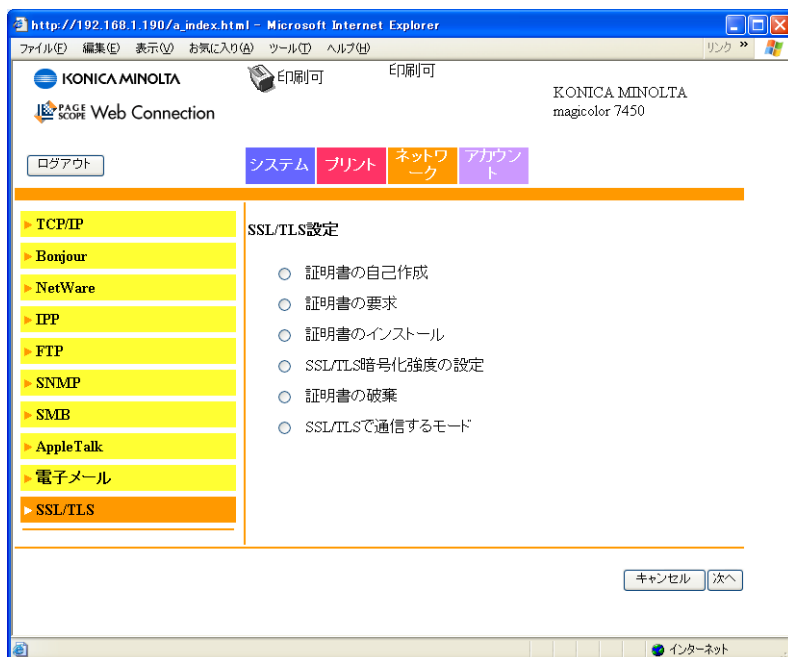 http://192.168.1.190/a_index.html - Microsoft Internet Explorer
ファイル(F) 編集(E) 表示(V) お気に入り(A) ツール(T) ヘルプ(H) リンク »
KONICA MINOLTA
印刷可
印刷可
KONICA MINOLTA
magicolor 7450
PAGE SCOPE Web Connection
ログアウト
システム
プリント
ネットワ
ーク
アカウン
ト
TCP/IP
Bonjour
NetWare
IPP
FTP
SNMP
SMB
AppleTalk
電子メール
SSL/TLS
SSL/TLS設定
証明書の自己作成
証明書の要求
証明書のインストール
SSL/TLS暗号化強度の設定
証明書の破棄
SSL/TLSで通信するモード
キャンセル 次へ
インターネット